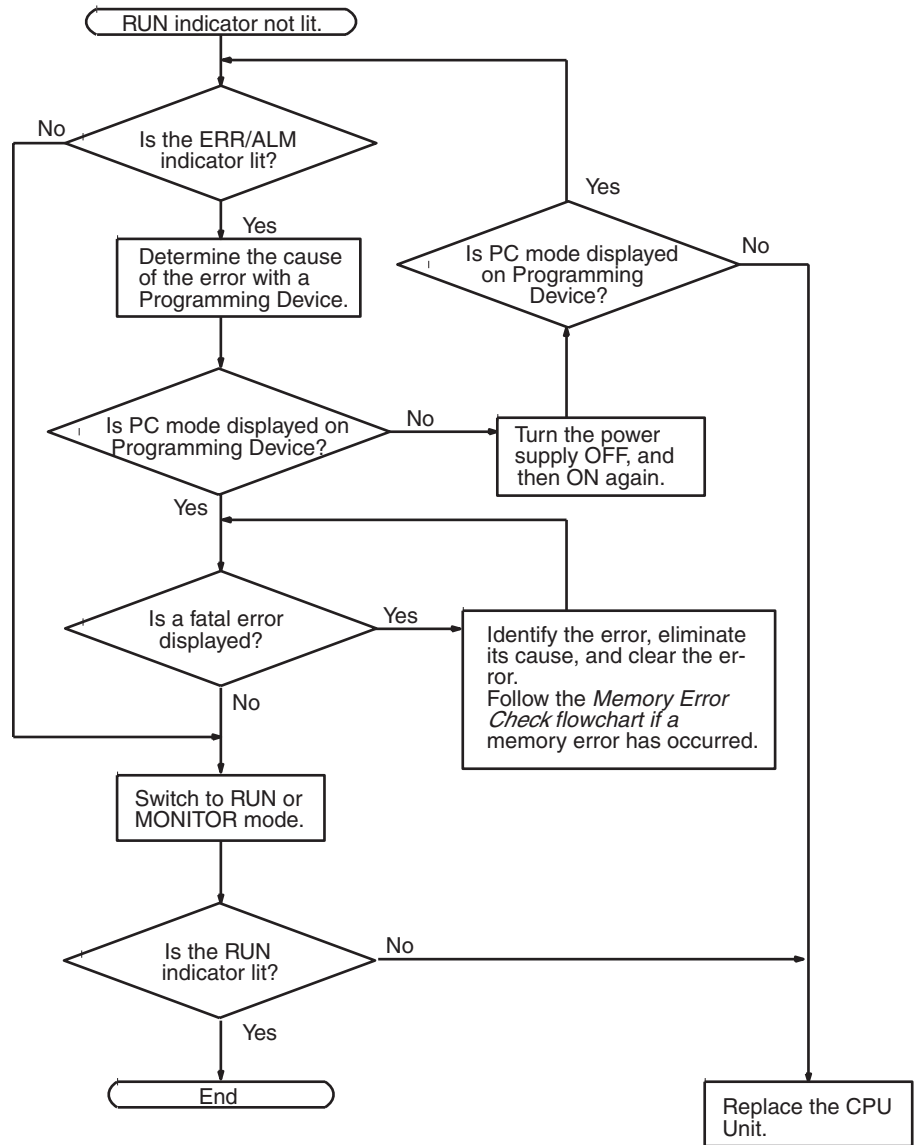 RUN indicator not lit.
No
Is the ERR/ALM
indicator lit?
Yes
Yes
Determine the cause
of the error with a
Programming Device.
Is PC mode displayed
on Programming
Device?
No
Is PC mode displayed on
Programming Device?
No
Turn the power
supply OFF, and
then ON again.
Yes
Is a fatal error
displayed?
Yes
Identify the error, eliminate
its cause, and clear the er-
ror.
Follow the Memory Error
Check flowchart if a
memory error has occurred.
No
Switch to RUN or
MONITOR mode.
Is the RUN
indicator lit?
No
Yes
End
Replace the CPU
Unit.